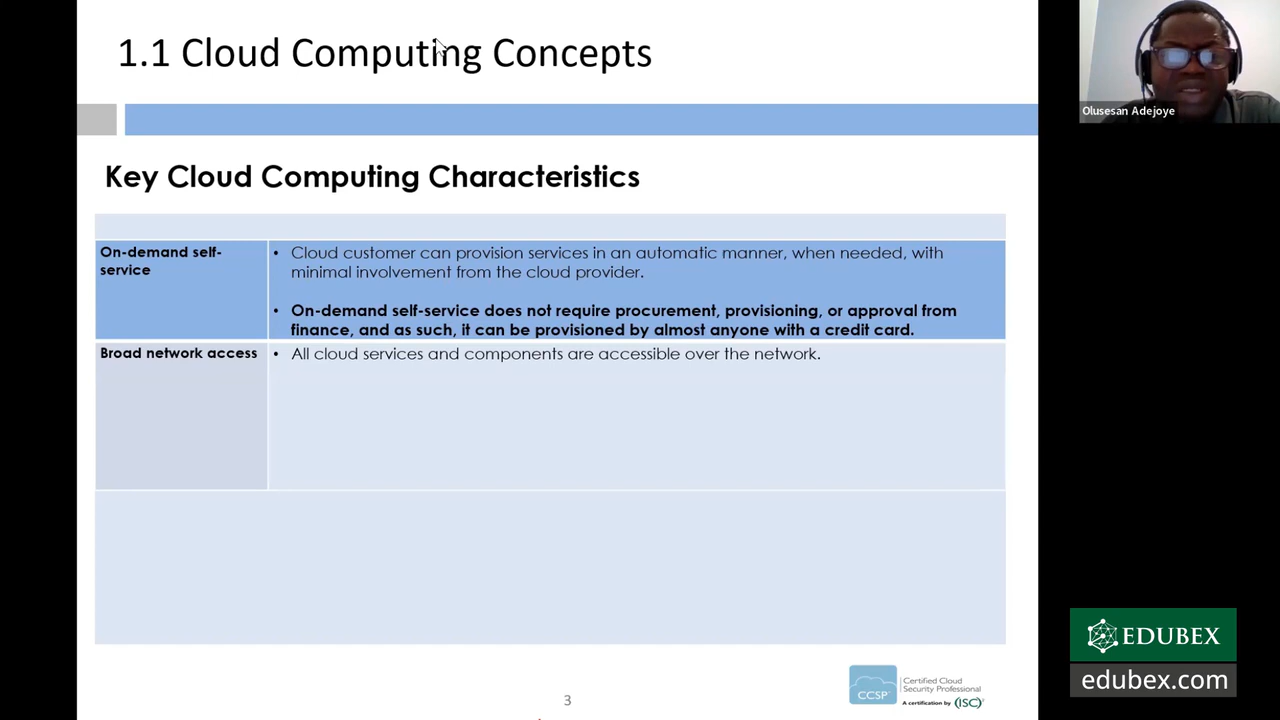 1.1 Cloud Computing Concepts
Olusesan Adejoye
Key Cloud Computing Characteristics
On-demand self-
service
• Cloud customer can provision services in an automatic manner, when needed, with
minimal involvement from the cloud provider.
• On-demand self-service does not require procurement, provisioning, or approval from
finance, and as such, it can be provisioned by almost anyone with a credit card.
Broad network access
• All cloud services and components are accessible over the network.
3
CCSP
Certified Cloud
Security Professional
A certification by (ISC)²
EDUBEX
edubex.com